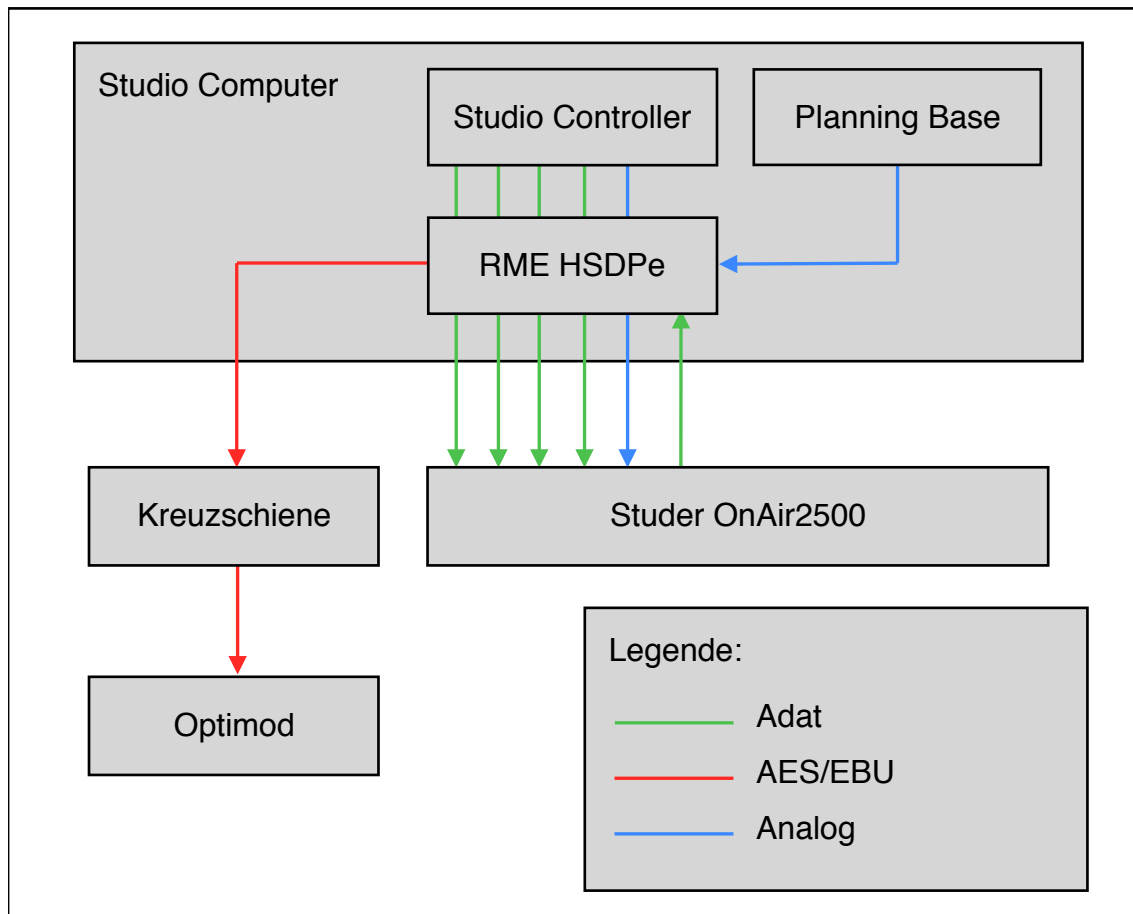 Studio Computer
Studio Controller
Planning Base
RME HSDPe
Kreuzschiene
Studer OnAir2500
Optimod
Legende:
Adat
AES/EBU
Analog